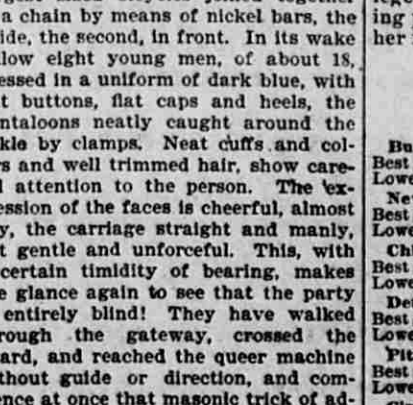 a chain by means of nickel bars, the
ide, the second, in front. In its wake
low eight young men, of about 18,
essed in a uniform of dark blue, with
t buttons, flat caps and heels, the
ntaloons neatly caught around the
kle by clamps. Neat cuffs and col-
rs and well trimmed hair, show care-
l attention to the person. The ex-
ession of the faces is cheerful, almost
y, the carriage straight and manly,
t gentle and unforceful. This, with
certain timidity of bearing, makes
e glance again to see that the party
entirely blind! They have walked
rough the gateway, crossed the
ard, and reached the queer machine
ithout guide or direction, and com-
ence at once that masonic trick of ad-
ing
her
Bu
Best
Lowe
Ne
Best
Lowe
Ch
Best
Lowe
De
Best
Lowe
Pit
Best
Lowe